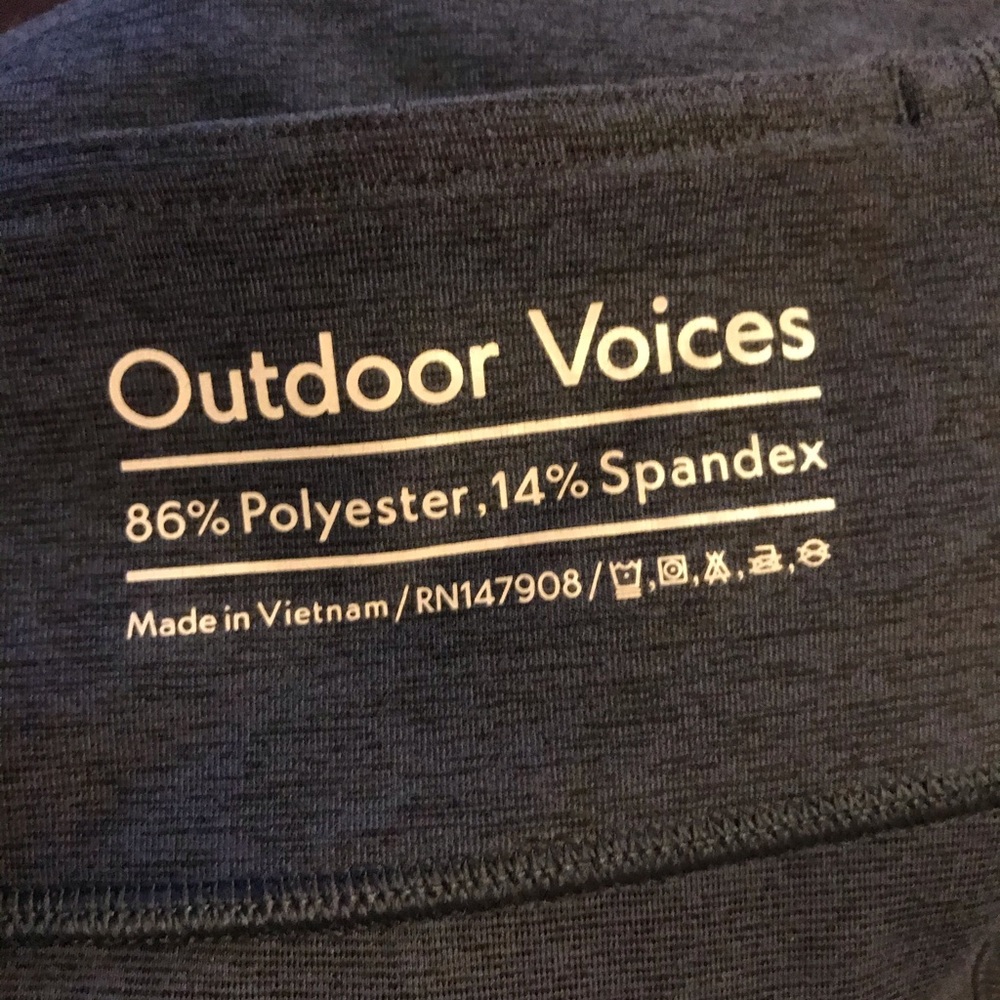 Outdoor Voices
86% Polyester, 14% Spandex
Made in Vietnam/RN147908/